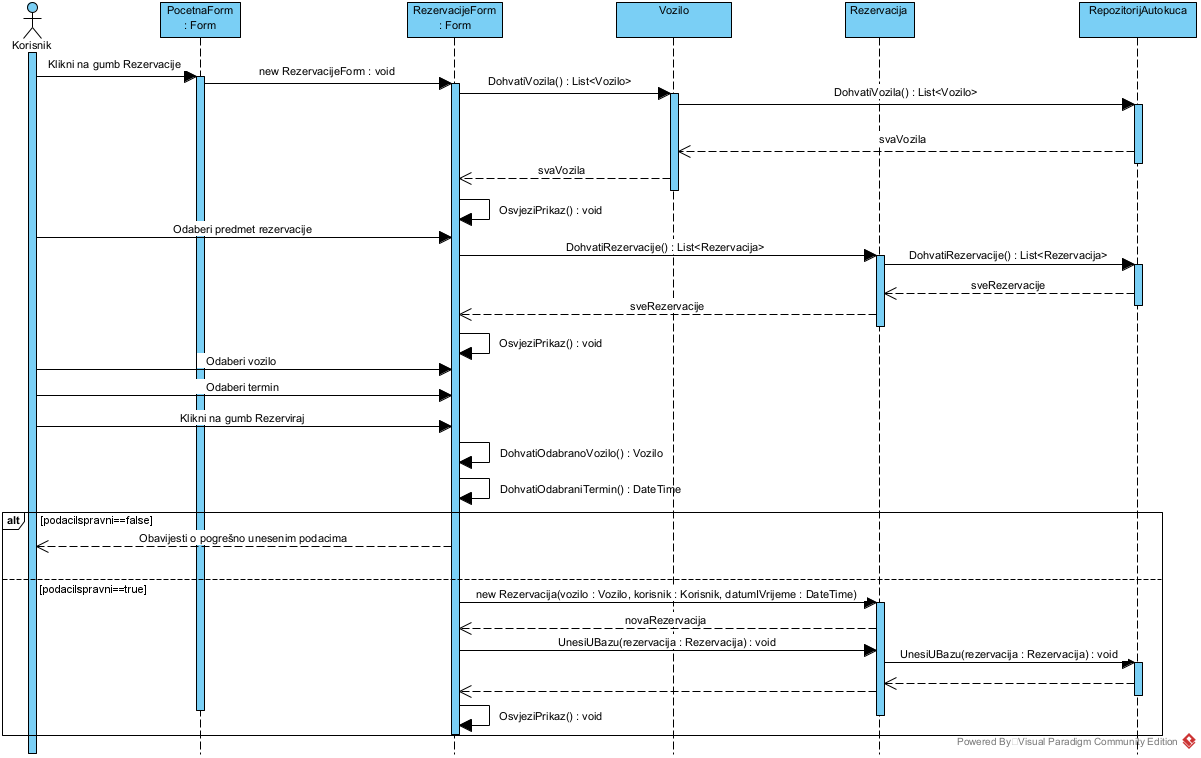 PocetnaForm
: Form
RezervacijeForm
: Form
Vozilo
Rezervacija
RepozitorijAutokuca
Korisnik
Klikni na gumb Rezervacije
new RezervacijeForm : void
DohvatiVozila() : List<Vozilo>
DohvatiVozila() : List<Vozilo>
svaVozila
svaVozila
OsvjeziPrikaz() : void
Odaberi predmet rezervacije
DohvatiRezervacije() : List<Rezervacija>
DohvatiRezervacije() : List<Rezervacija>
sveRezervacije
sveRezervacije
OsvjeziPrikaz() : void
Odaberi vozilo
Odaberi termin
Klikni na gumb Rezerviraj
DohvatiOdabranoVozilo() : Vozilo
DohvatiOdabraniTermin() : DateTime
alt
[podaciIspravni==false]
Obavijesti o pogrešno unesenim podacima
[podaciIspravni==true]
new Rezervacija(vozilo : Vozilo, korisnik : Korisnik, datumIVrijeme : DateTime)
novaRezervacija
UnesiUBazu(rezervacija : Rezervacija) : void
UnesiUBazu(rezervacija : Rezervacija) : void
OsvjeziPrikaz() : void
Powered By Visual Paradigm Community Edition